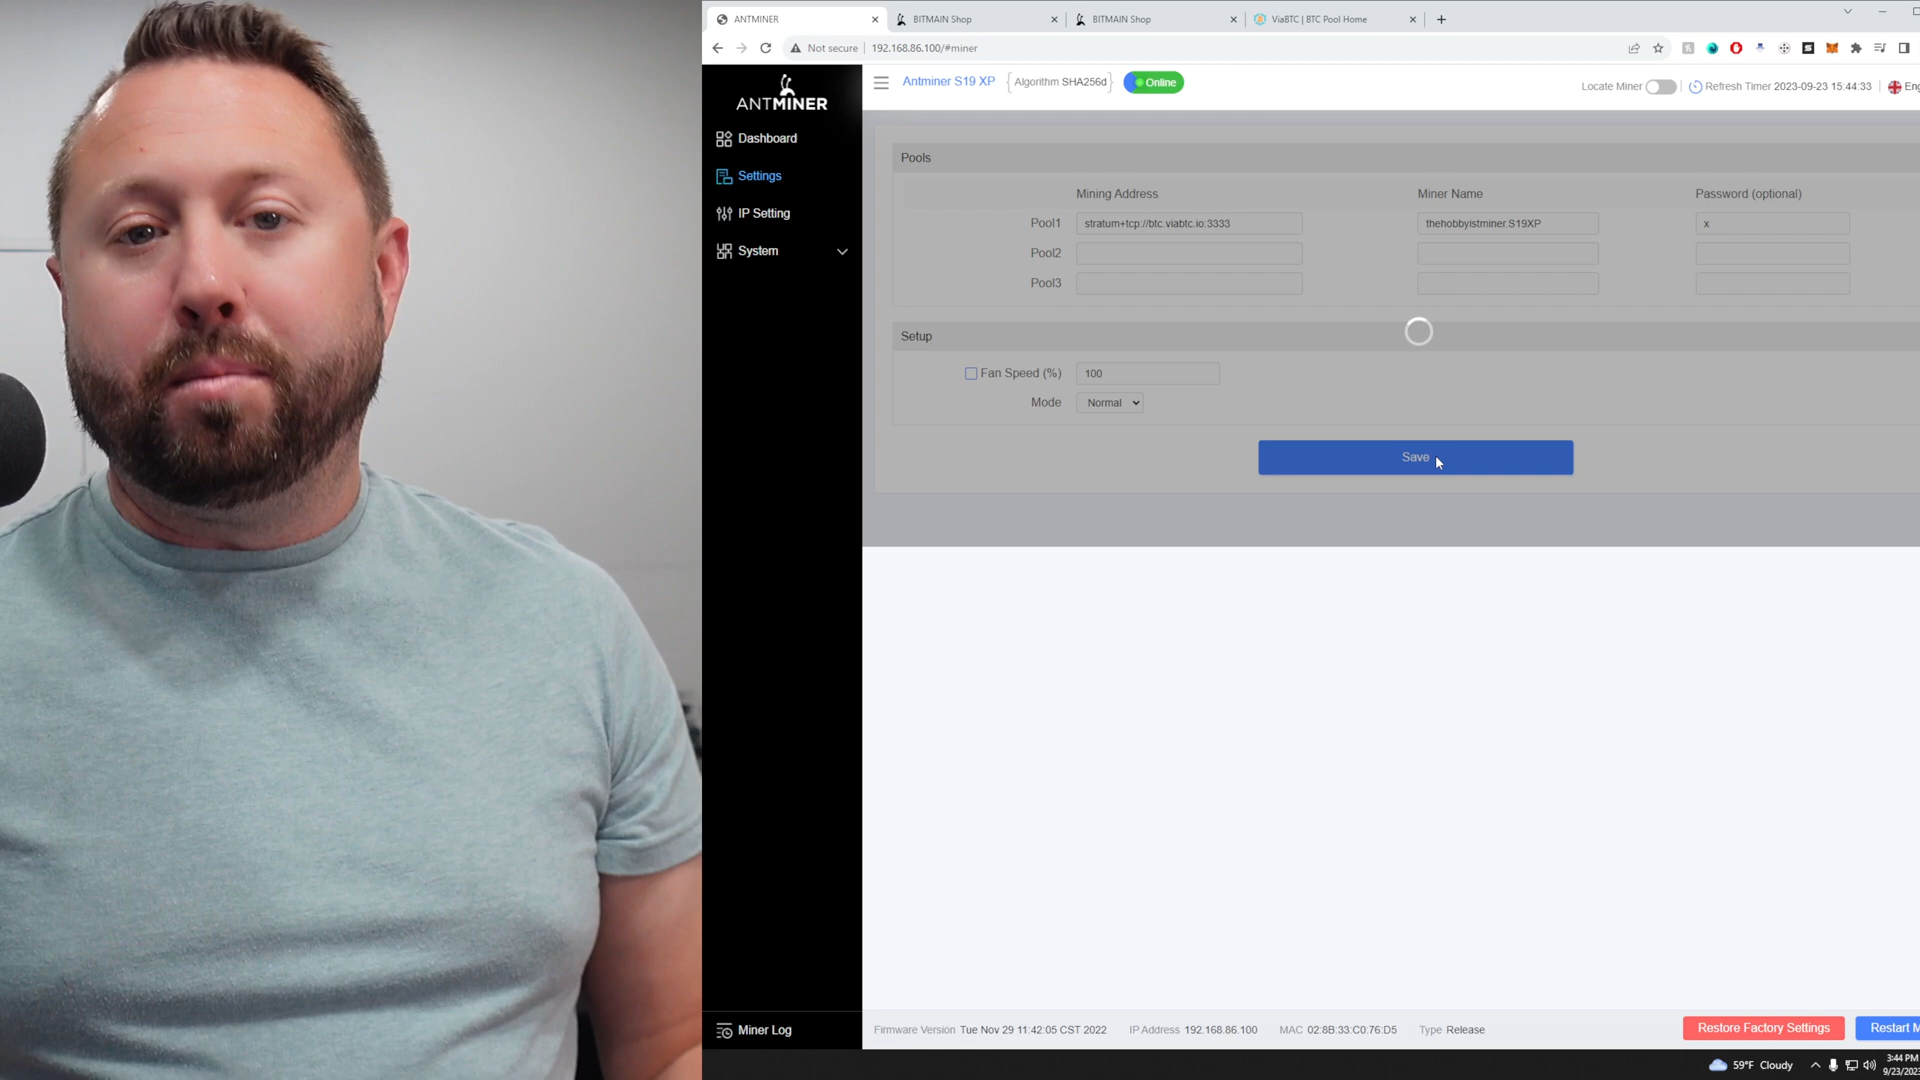 ANTMINER
BITMAIN Shop
BITMAIN Shop
ViaBTC | BTC Pool Home
Not secure
192.168.86.100/#miner
ANTMINER
Antminer S19 XP
Algorithm SHA256d
Online
Locate Miner
Refresh Timer 2023-09-23 15:44:33
Eng
Dashboard
Settings
IP Setting
System
Pools
Mining Address
Miner Name
Password (optional)
Pool1
stratum+tcp://btc.viabtc.io:3333
thehobbyistminer.S19XP
x
Pool2
Pool3
Setup
Fan Speed (%)
100
Mode
Normal
Save
Miner Log
Firmware Version Tue Nov 29 11:42:05 CST 2022
IP Address 192.168.86.100
MAC 02:8B:33:C0:76:D5
Type Release
Restore Factory Settings
Restart M
59°F Cloudy
3:44 PM
9/23/202